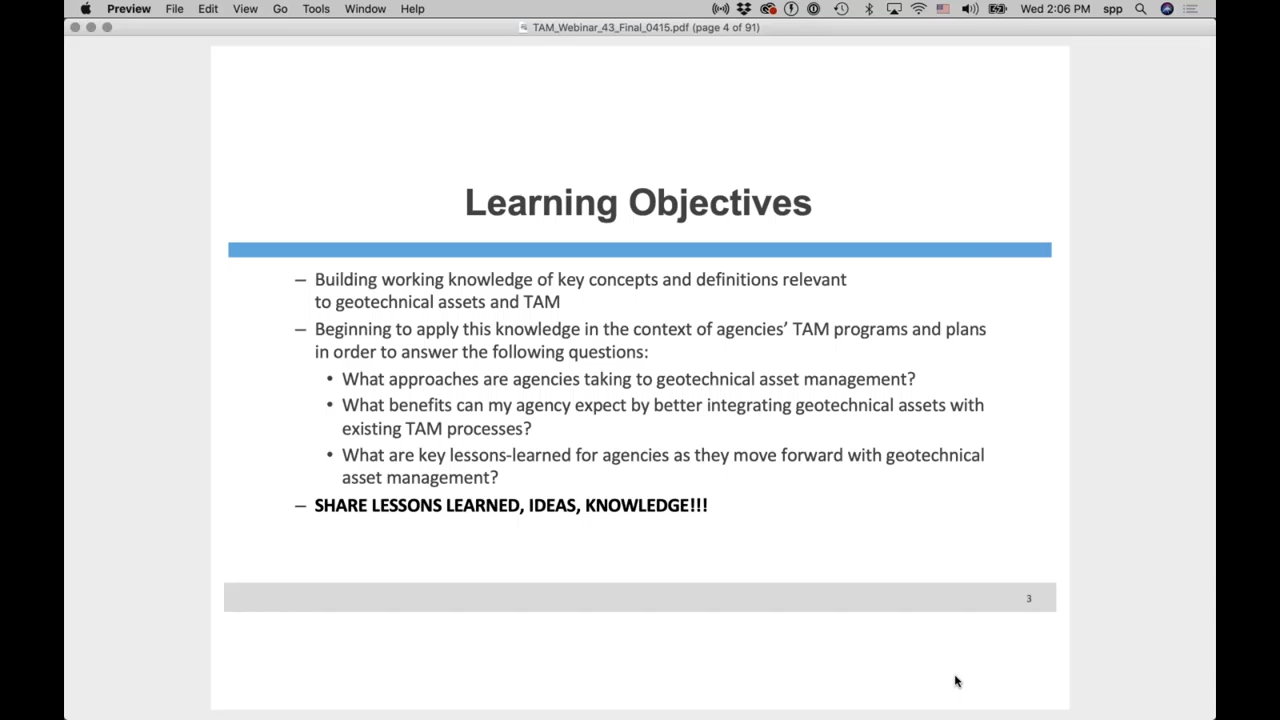 Preview File Edit View Go Tools Window Help Wed 2:06 PM spp
TAM_Webinar_43_Final_0415.pdf (page 4 of 91)
Learning Objectives
– Building working knowledge of key concepts and definitions relevant
to geotechnical assets and TAM
– Beginning to apply this knowledge in the context of agencies’ TAM programs and plans
in order to answer the following questions:
• What approaches are agencies taking to geotechnical asset management?
• What benefits can my agency expect by better integrating geotechnical assets with
existing TAM processes?
• What are key lessons-learned for agencies as they move forward with geotechnical
asset management?
– SHARE LESSONS LEARNED, IDEAS, KNOWLEDGE!!!
3